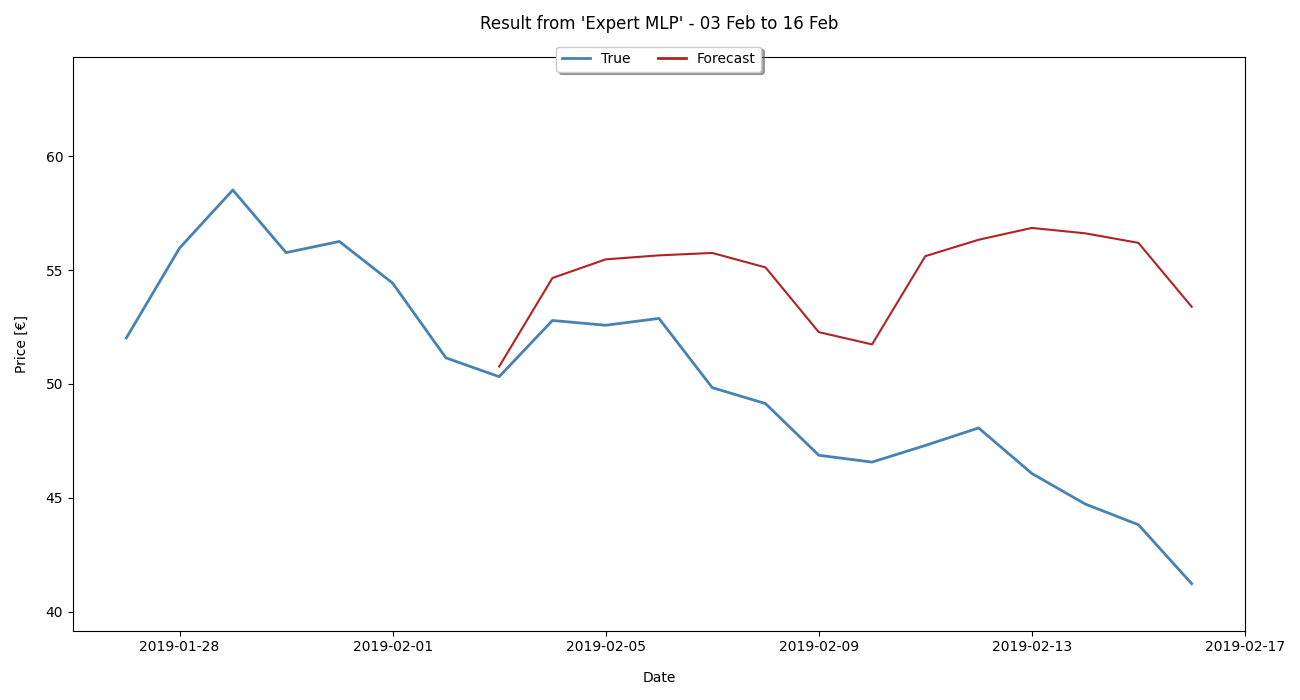 Result from 'Expert MLP' - 03 Feb to 16 Feb
True Forecast
Price [€]
60
55
50
45
40
2019-01-28 2019-02-01 2019-02-05 2019-02-09 2019-02-13 2019-02-17
Date